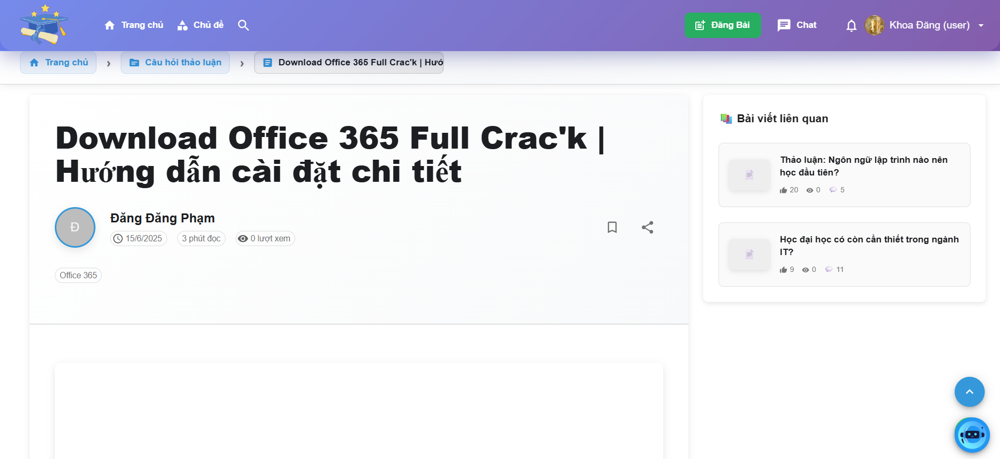 Trang chủ
Chủ đề
Đăng Bài
Chat
Khoa Đăng (user)
Trang chủ
›
Câu hỏi thảo luận
›
Download Office 365 Full Crac'k | Hướ
Download Office 365 Full Crac'k |
Hướng dẫn cài đặt chi tiết
Đ
Đăng Đăng Phạm
15/6/2025
3 phút đọc
0 lượt xem
Office 365
Bài viết liên quan
Thảo luận: Ngôn ngữ lập trình nào nên
học đầu tiên?
20
0
5
Học đại học có còn cần thiết trong ngành
IT?
9
0
11